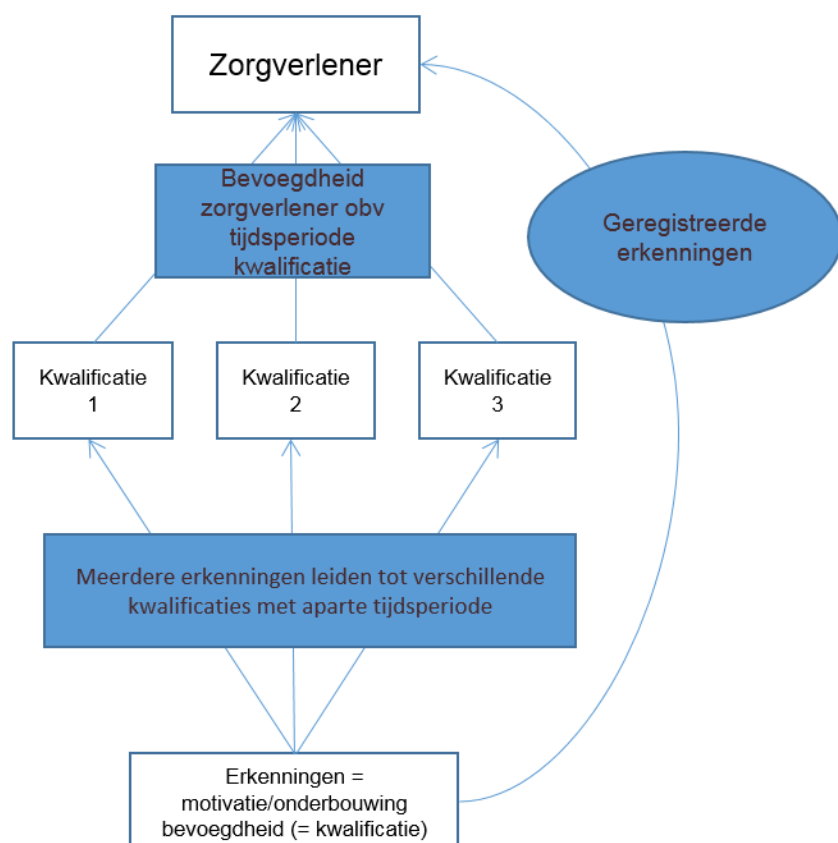 Zorgverlener
Bevoegdheid
zorgverlener obv
tijdsperiode
kwalificatie
Geregistreerde
erkenningen
Kwalificatie
1
Kwalificatie
2
Kwalificatie
3
Meerdere erkenningen leiden tot verschillende
kwalificaties met aparte tijdsperiode
Erkenningen =
motivatie/onderbouwing
bevoegdheid (= kwalificatie)